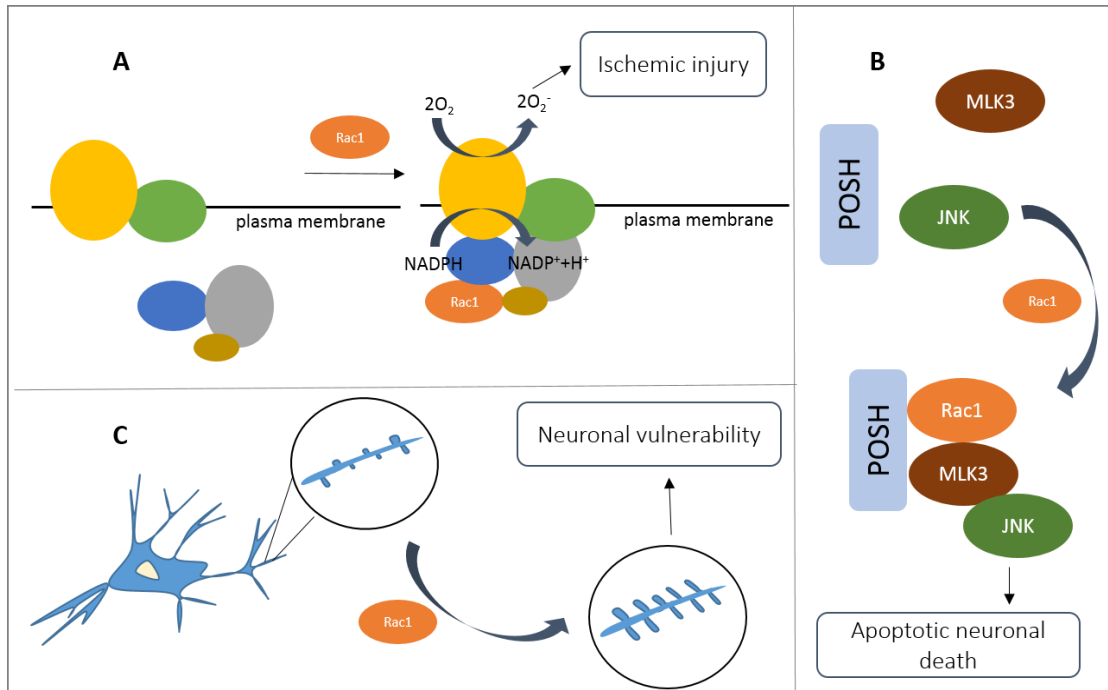 A
Ischemic injury
2O₂
2O₂⁻
Rac1
plasma membrane
plasma membrane
NADPH
NADP⁺+H⁺
Rac1
B
MLK3
POSH
JNK
Rac1
POSH
Rac1
MLK3
JNK
Apoptotic neuronal
death
C
Neuronal vulnerability
Rac1